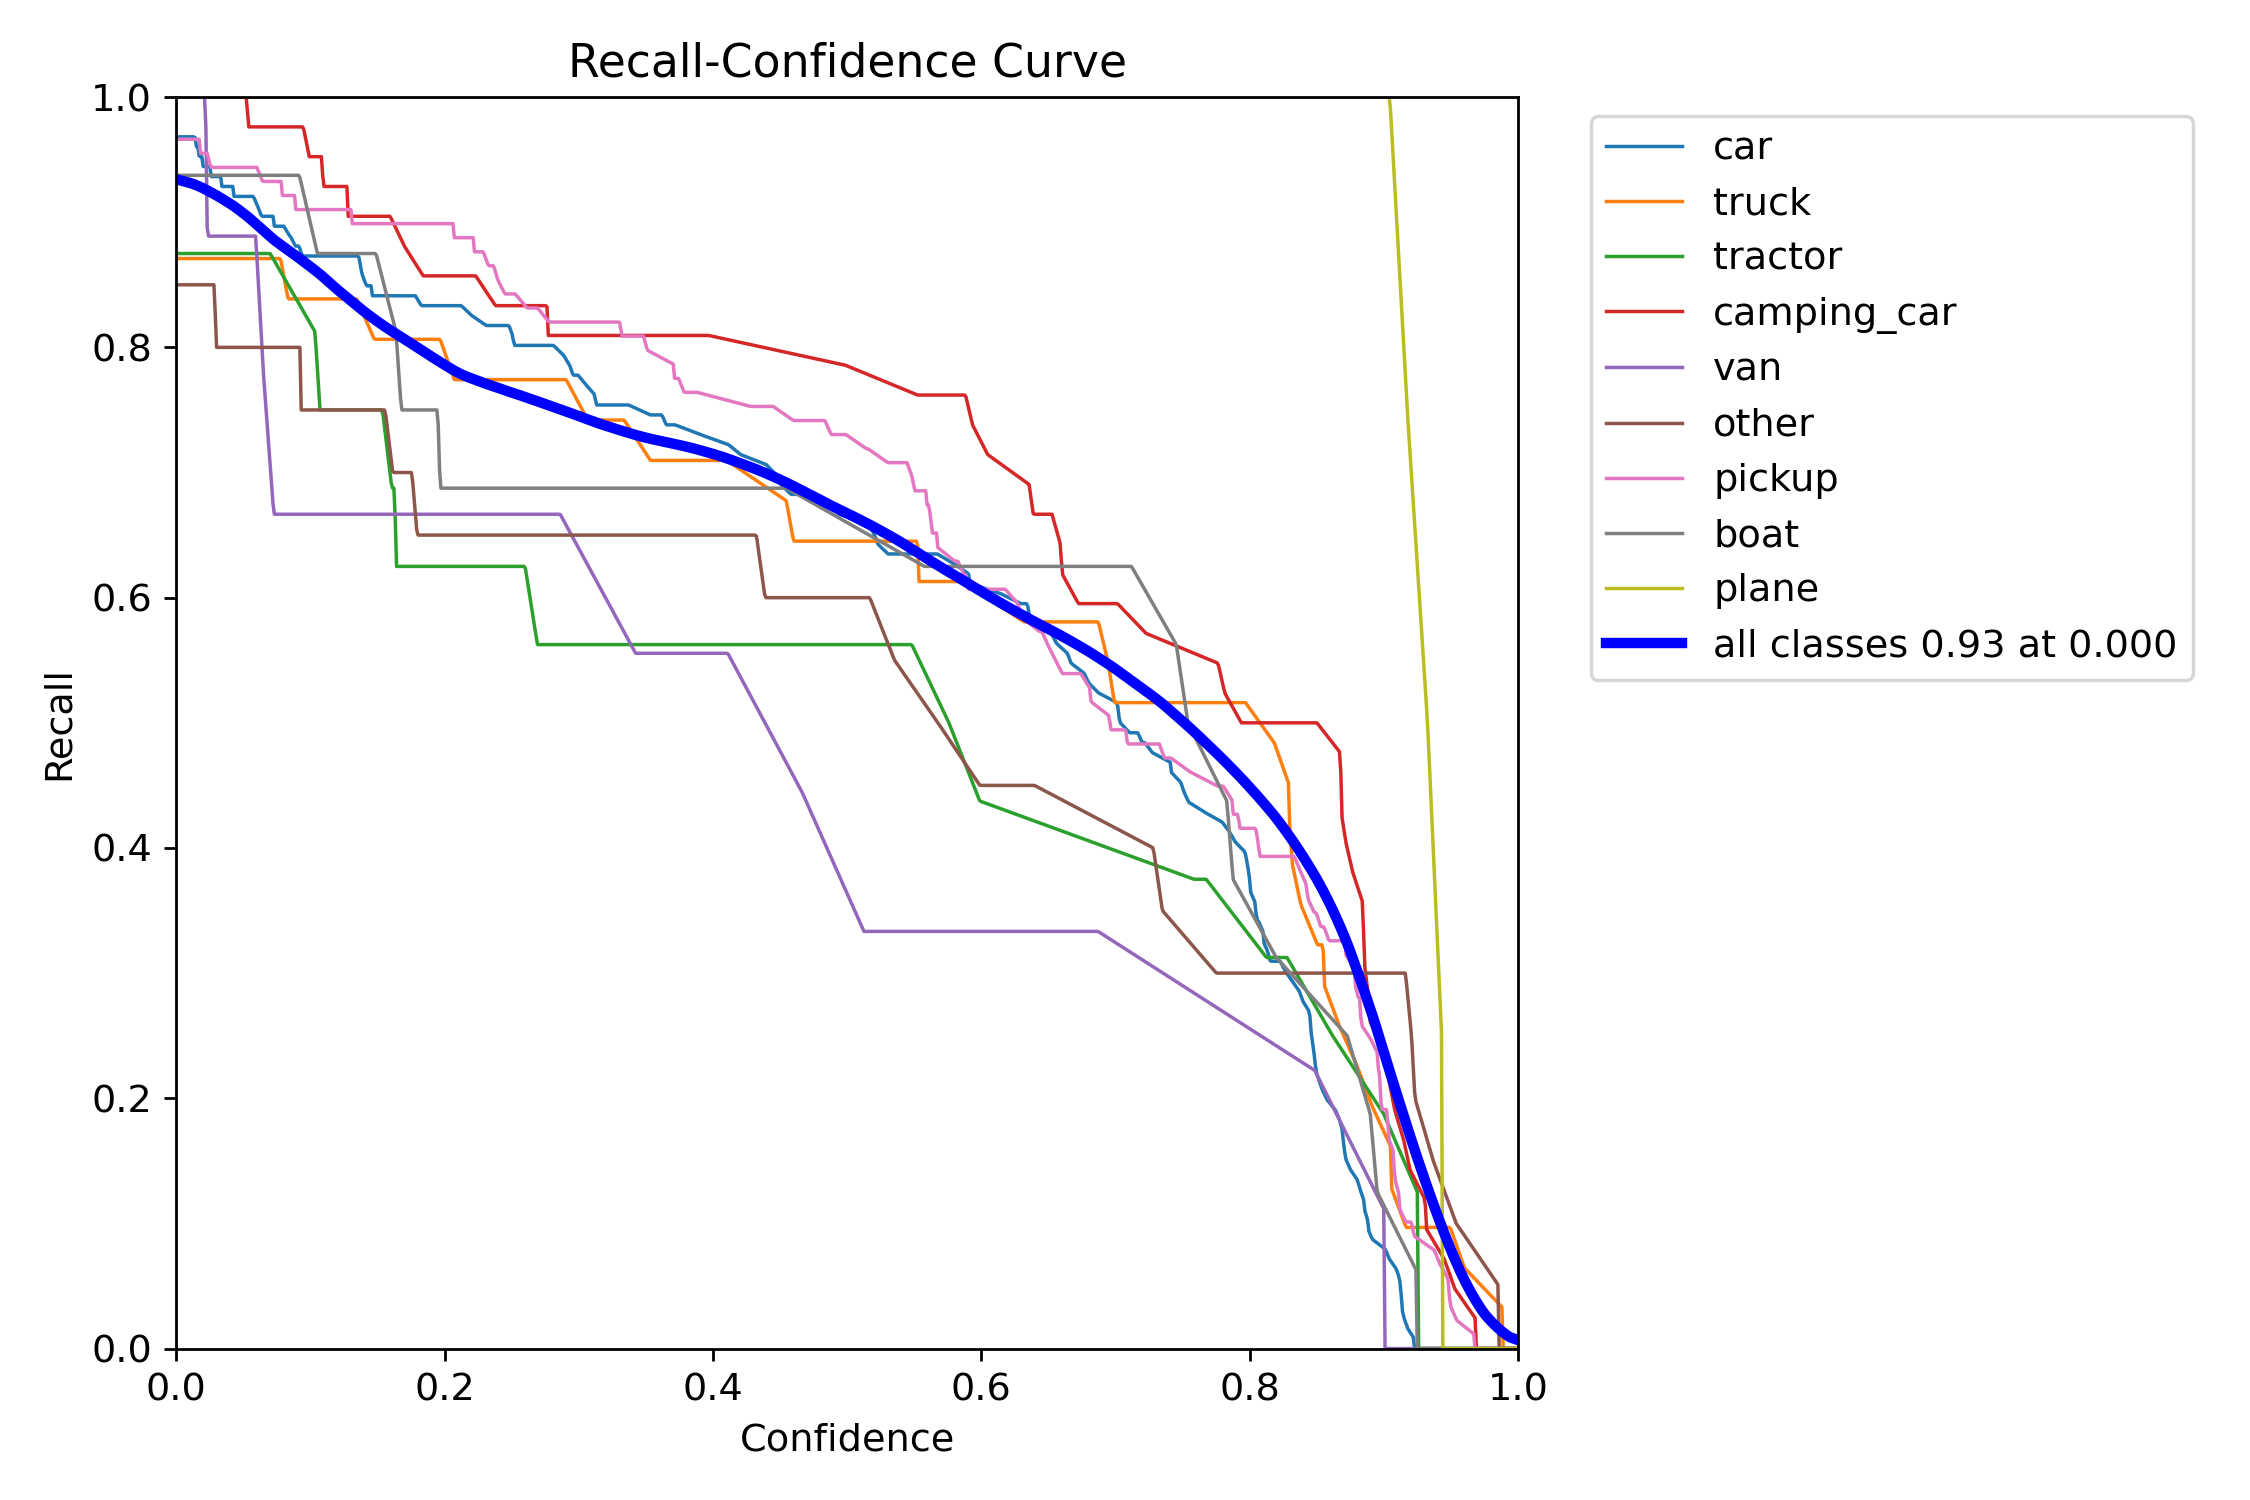 Recall-Confidence Curve
1.0
0.8
0.6
0.4
0.2
0.0
Recall
0.0 0.2 0.4 0.6 0.8 1.0
Confidence
car
truck
tractor
camping_car
van
other
pickup
boat
plane
all classes 0.93 at 0.000